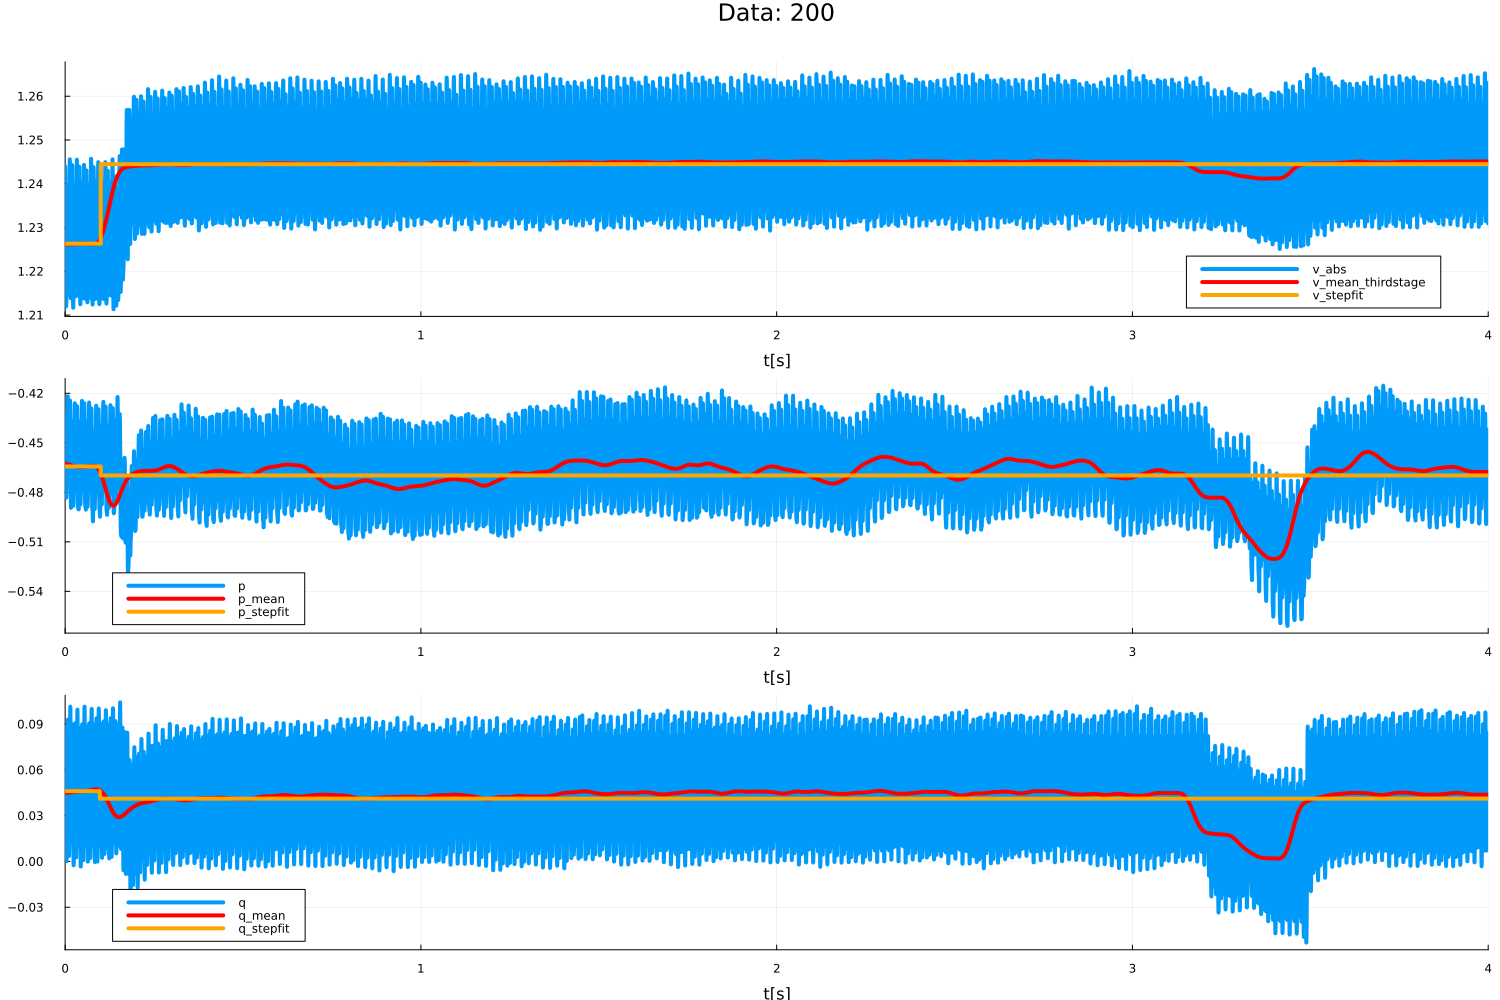 Data: 200
1.26
1.25
1.24
1.23
1.22
1.21
v_abs
v_mean_thirdstage
v_stepfit
0 1 2 3 4
t[s]
−0.42
−0.45
−0.48
−0.51
−0.54
p
p_mean
p_stepfit
0 1 2 3 4
t[s]
0.09
0.06
0.03
0.00
−0.03
q
q_mean
q_stepfit
0 1 2 3 4
t[s]